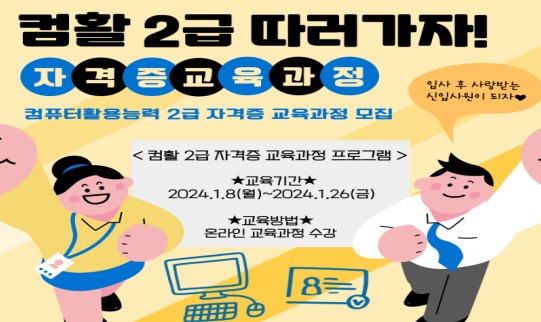 컴활 2급 따러가자!
자격증교육과정
컴퓨터활용능력 2급 자격증 교육과정 모집
입사 후 사랑받는
신입사원이 되자♥
< 컴활 2급 자격증 교육과정 프로그램 >
★교육기간★
2024.1.8(월)~2024.1.26(금)
★교육방법★
온라인 교육과정 수강
8